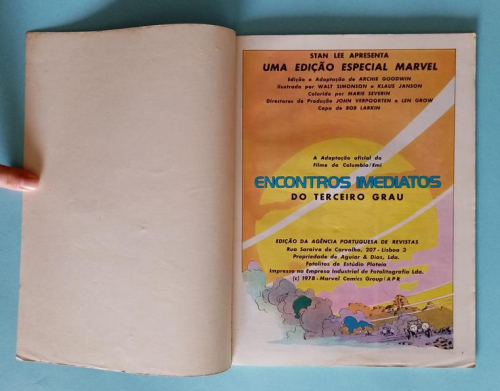 STAN LEE APRESENTA
UMA EDIÇÃO ESPECIAL MARVEL
Edição e Adaptação de ARCHIE GOODWIN
Ilustrada por WALT SIMONSON e KLAUS JANSON
Colorida por MARIE SEVERIN
Directores de Produção JOHN VERPOORTEN e LEN GROW
Capa de BOB LARKIN
A Adaptação oficial do
Filme da Columbia/Emi
ENCONTROS IMEDIATOS
DO TERCEIRO GRAU
EDIÇÃO DA AGÊNCIA PORTUGUESA DE REVISTAS
Rua Saraiva de Carvalho, 207 - Lisboa 3
Propriedade de Aguiar & Dias, Lda.
Fotolitos de Estúdio Plateia
Impresso na Empresa Industrial de Fotolitografia Lda.
(c) 1978 - Marvel Comics Group/APR